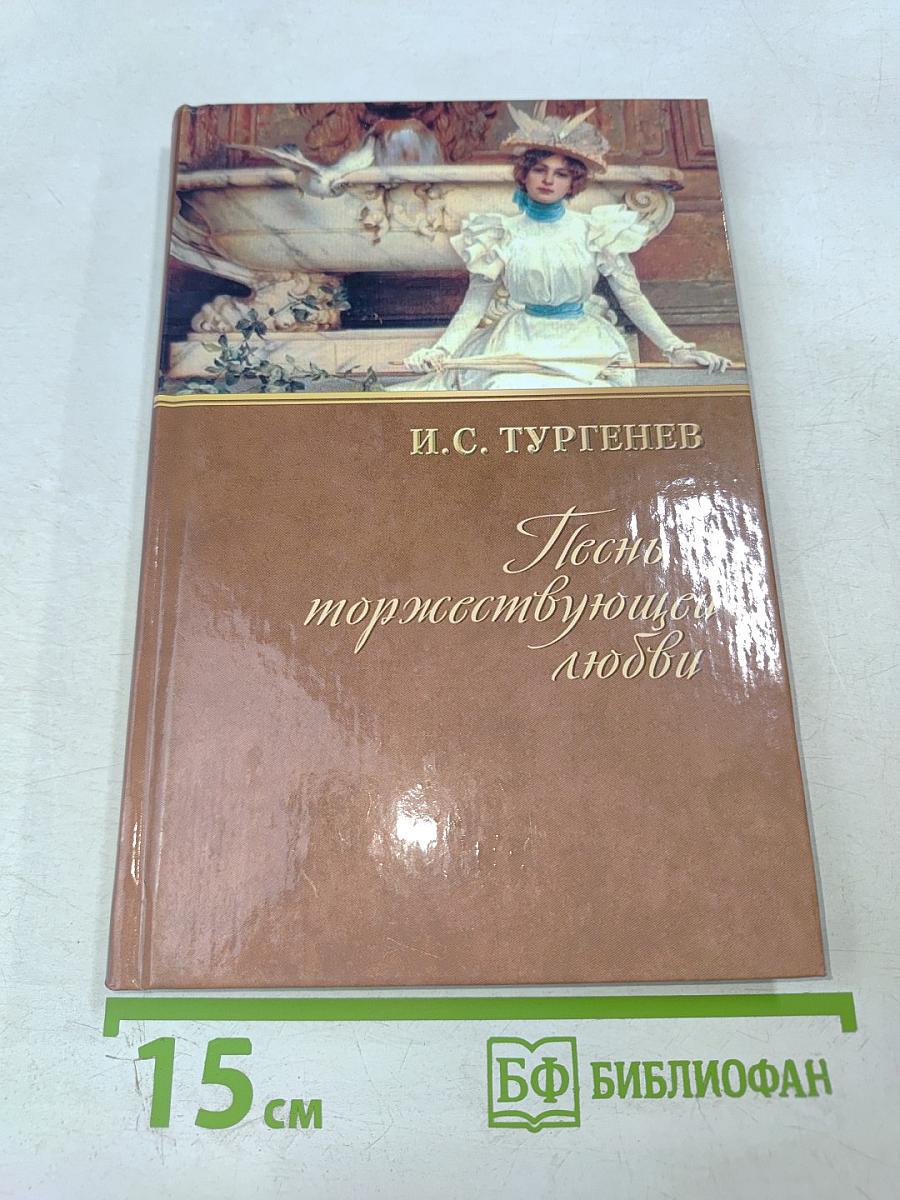 И.С. ТУРГЕНЕВ
Песнь
торжествующей
любви
15 см
БФ БИБЛИОФАН